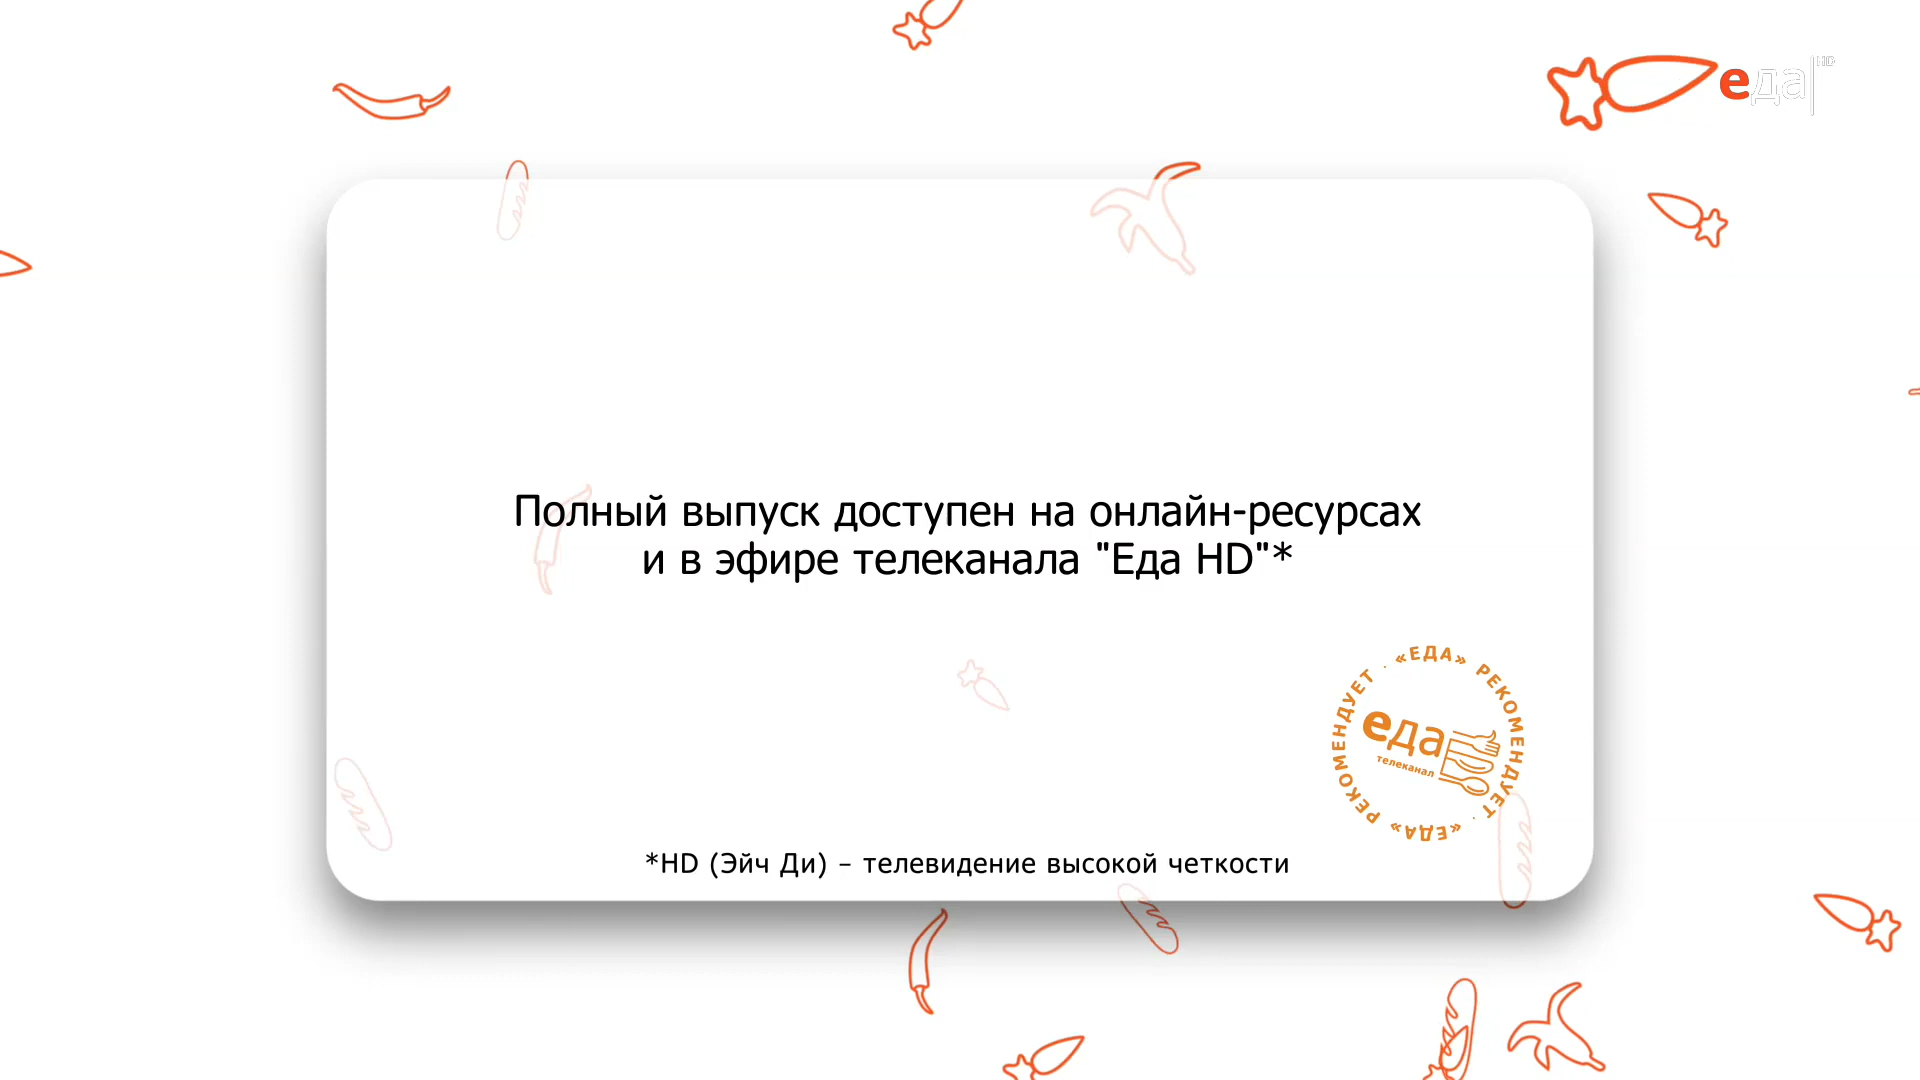 еда HD
Полный выпуск доступен на онлайн-ресурсах
и в эфире телеканала "Еда HD"*
«ЕДА» РЕКОМЕНДУЕТ · «ЕДА» РЕКОМЕНДУЕТ ·
еда
телеканал
*HD (Эйч Ди) – телевидение высокой четкости